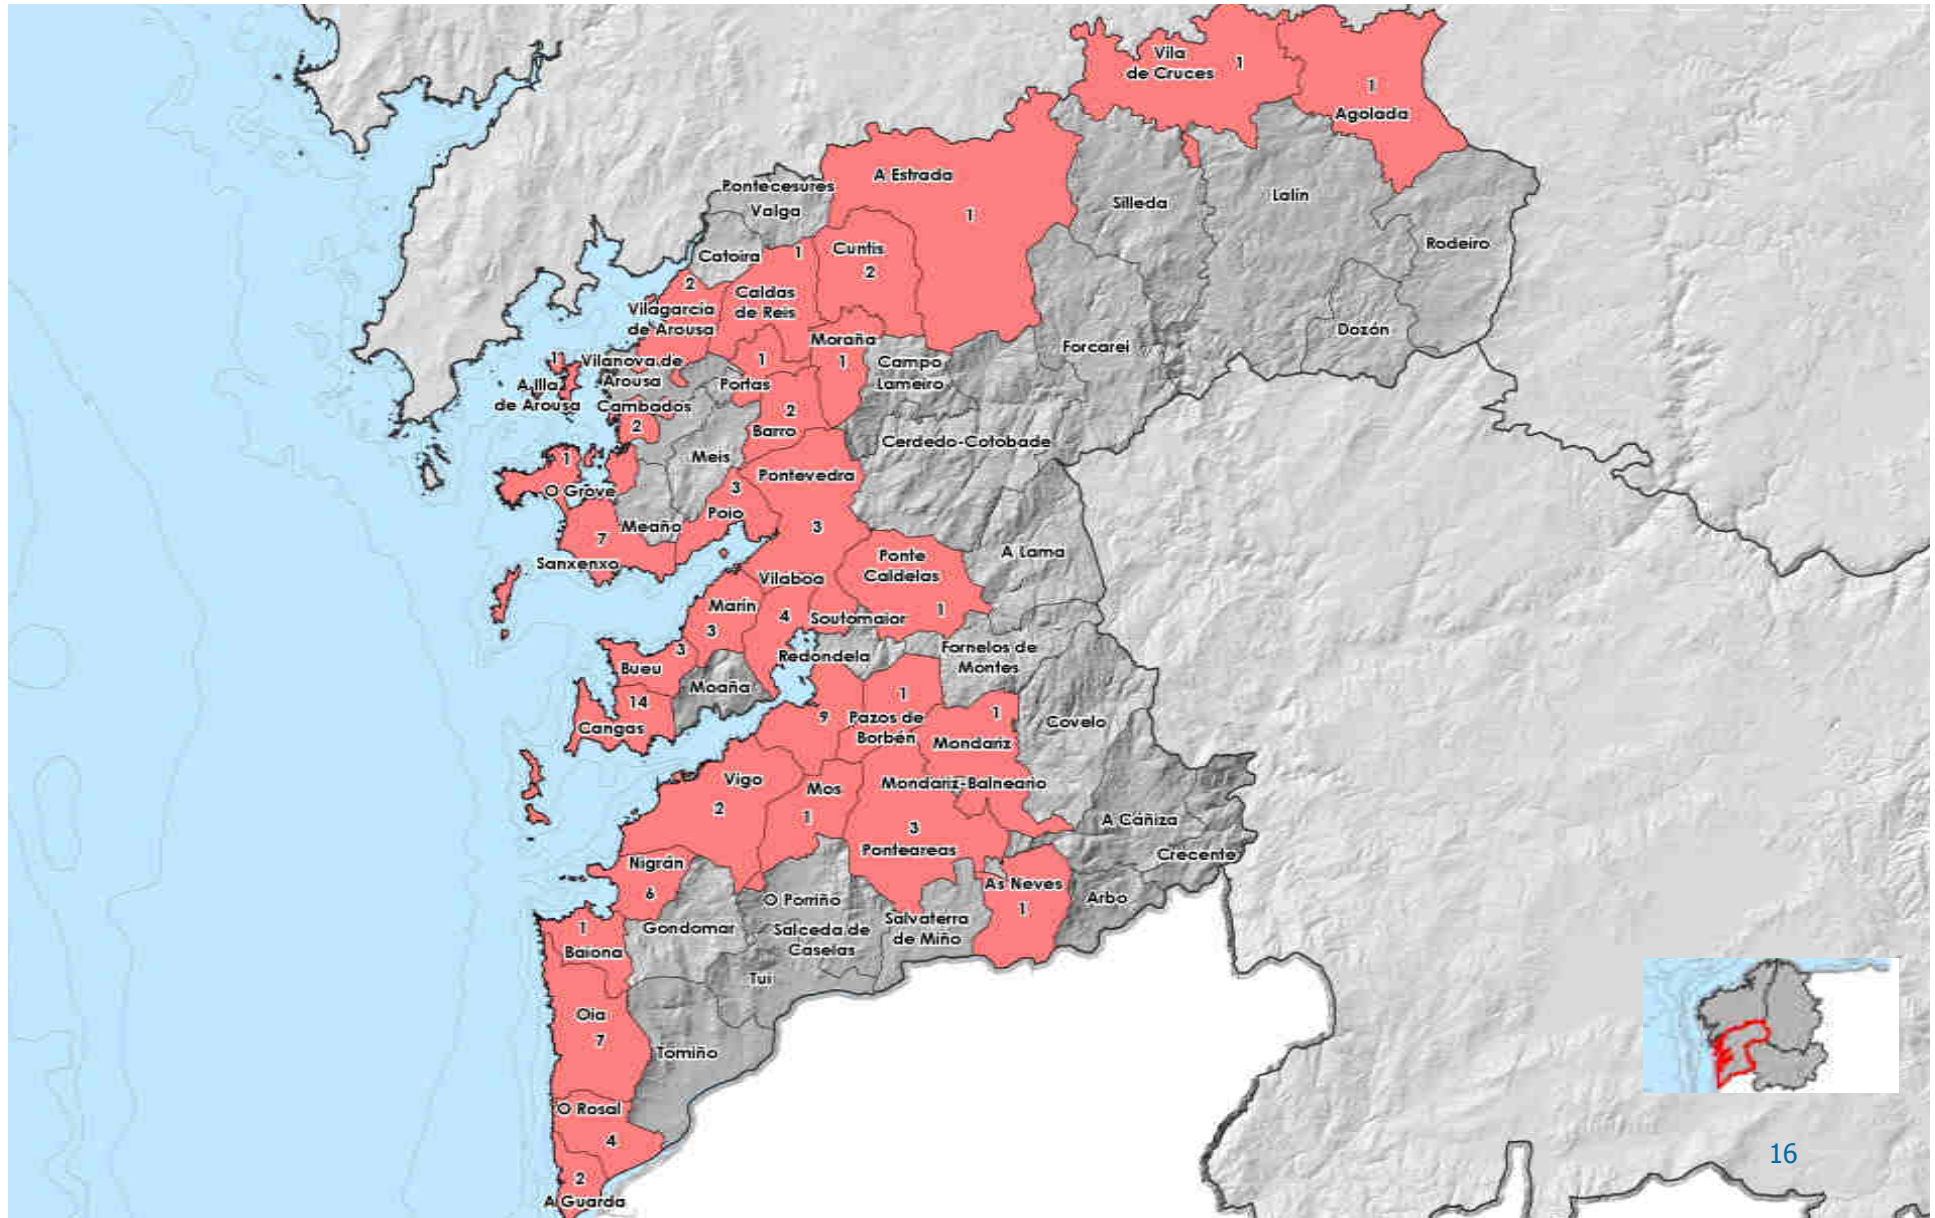 Vila
de Cruces
1
1
Agolada
A Estrada
1
Pontecesures
Valga
Silleda
Lalín
Rodeiro
Catoira
1
Cuntis
2
2
Caldas
de Reis
Vilagarcía
de Arousa
Dozón
Moraña
1
Forcarei
1
1
Vilanova de
Arousa
Campo
Lameiro
A Illa
de Arousa
Portas
Cambados
2
2
Barro
Cerdedo-Cotobade
Meis
1
Pontevedra
3
O Grove
3
Poio
Meaño
7
Sanxenxo
Ponte
Caldelas
1
A Lama
Vilaboa
4
Marín
3
Soutomaior
Redondela
9
Fornelos de
Montes
3
Bueu
Moaña
14
Cangas
1
Pazos de
Borbén
1
Mondariz
Covelo
Vigo
2
Mos
1
Mondariz-Balneario
3
Ponteareas
A Cañiza
Crecente
Nigrán
6
As Neves
1
Arbo
O Porriño
Gondomar
Salceda de
Caselas
Salvaterra
de Miño
1
Baiona
Tui
Oia
7
Tomiño
O Rosal
4
2
A Guarda
16